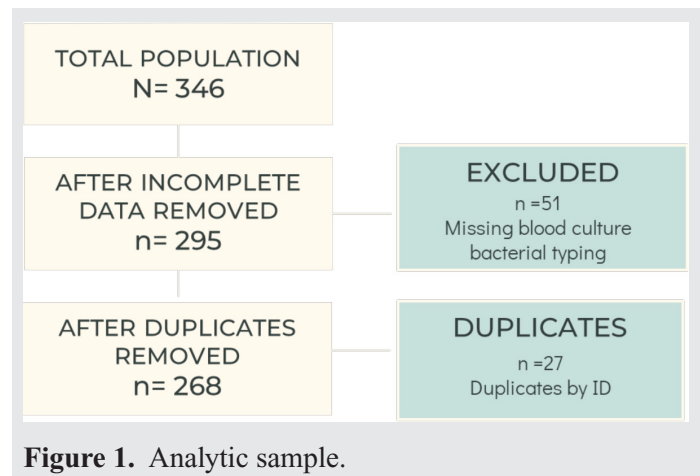 TOTAL POPULATION
N= 346
AFTER INCOMPLETE
DATA REMOVED
n= 295
EXCLUDED
n =51
Missing blood culture
bacterial typing
AFTER DUPLICATES
REMOVED
n= 268
DUPLICATES
n =27
Duplicates by ID
Figure 1. Analytic sample.